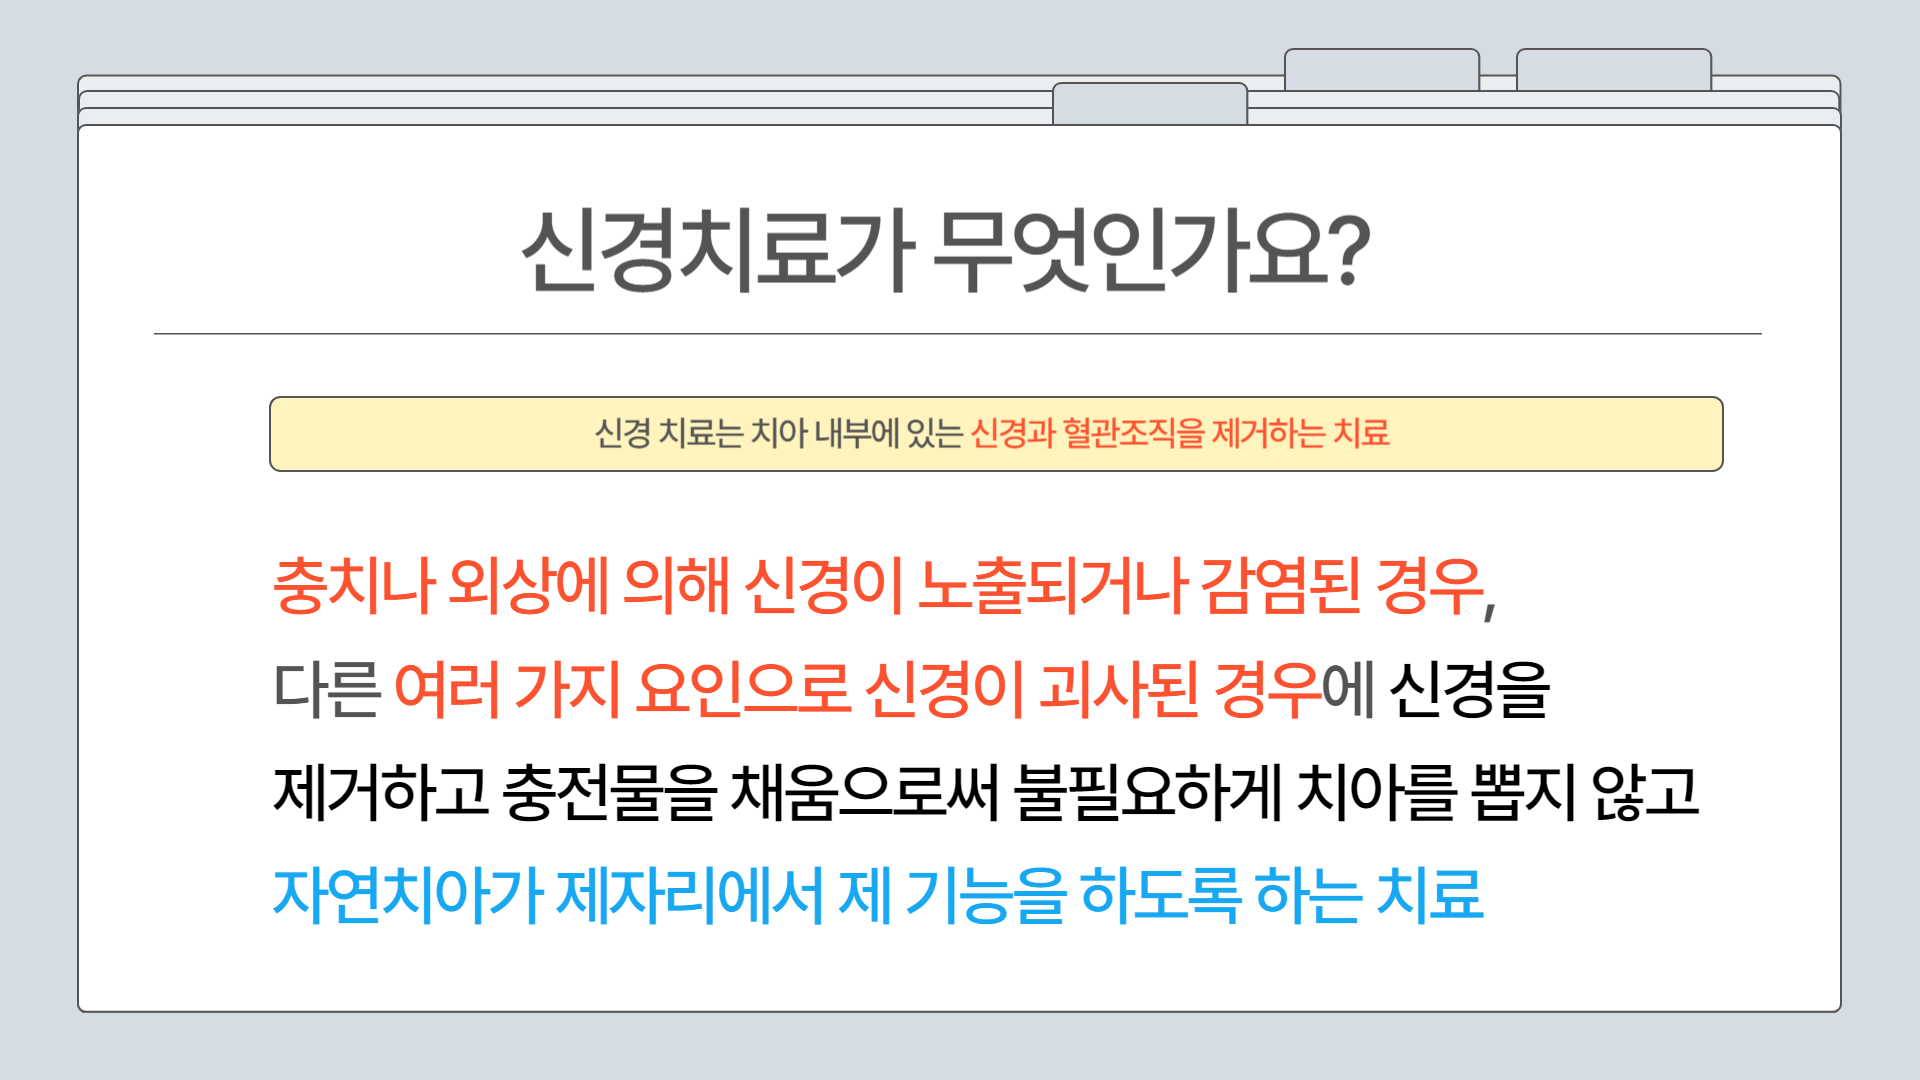 신경치료가 무엇인가요?
신경 치료는 치아 내부에 있는 신경과 혈관조직을 제거하는 치료
충치나 외상에 의해 신경이 노출되거나 감염된 경우,
다른 여러 가지 요인으로 신경이 괴사된 경우에 신경을
제거하고 충전물을 채움으로써 불필요하게 치아를 뽑지 않고
자연치아가 제자리에서 제 기능을 하도록 하는 치료